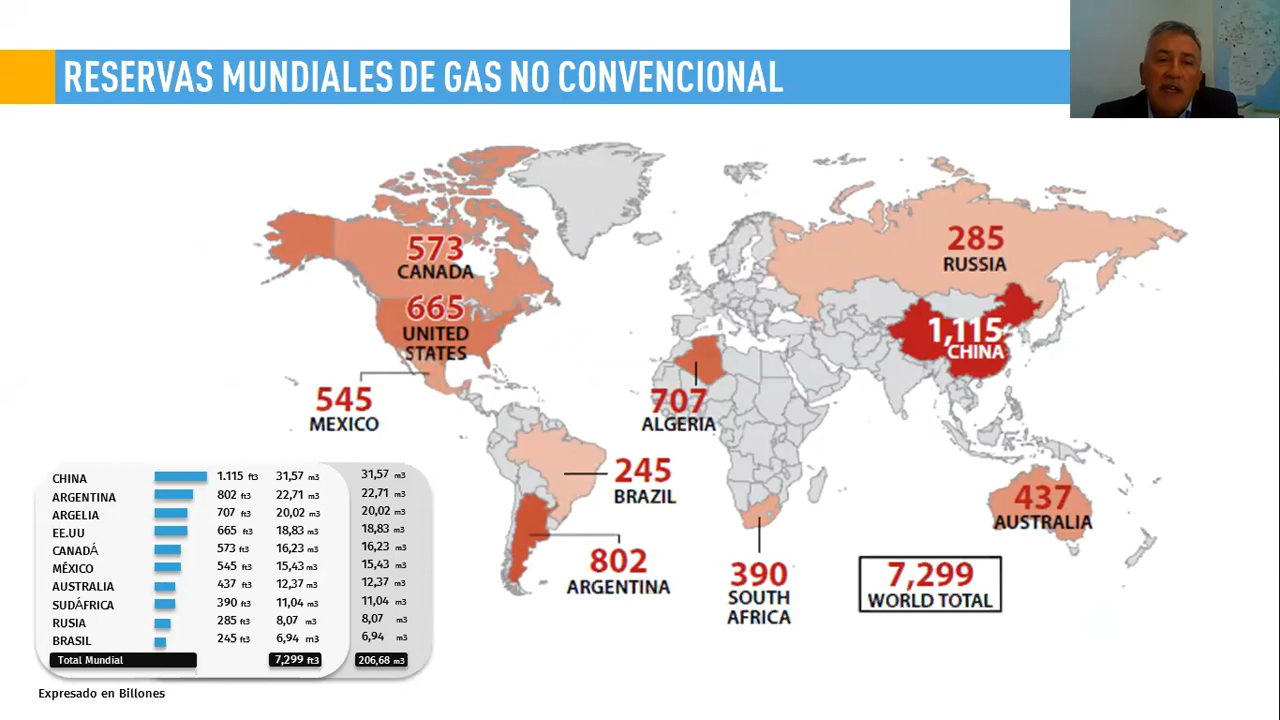 RESERVAS MUNDIALES DE GAS NO CONVENCIONAL
573
CANADA
665
UNITED
STATES
545
MEXICO
285
RUSSIA
1,115
CHINA
707
ALGERIA
245
BRAZIL
802
ARGENTINA
390
SOUTH
AFRICA
437
AUSTRALIA
7,299
WORLD TOTAL
CHINA 1.115 ft3 31,57 m3 31,57 m3
ARGENTINA 802 ft3 22,71 m3 22,71 m3
ARGELIA 707 ft3 20,02 m3 20,02 m3
EE.UU 665 ft3 18,83 m3 18,83 m3
CANADÁ 573 ft3 16,23 m3 16,23 m3
MÉXICO 545 ft3 15,43 m3 15,43 m3
AUSTRALIA 437 ft3 12,37 m3 12,37 m3
SUDÁFRICA 390 ft3 11,04 m3 11,04 m3
RUSIA 285 ft3 8,07 m3 8,07 m3
BRASIL 245 ft3 6,94 m3 6,94 m3
Total Mundial 7,299 ft3 206,68 m3
Expresado en Billones